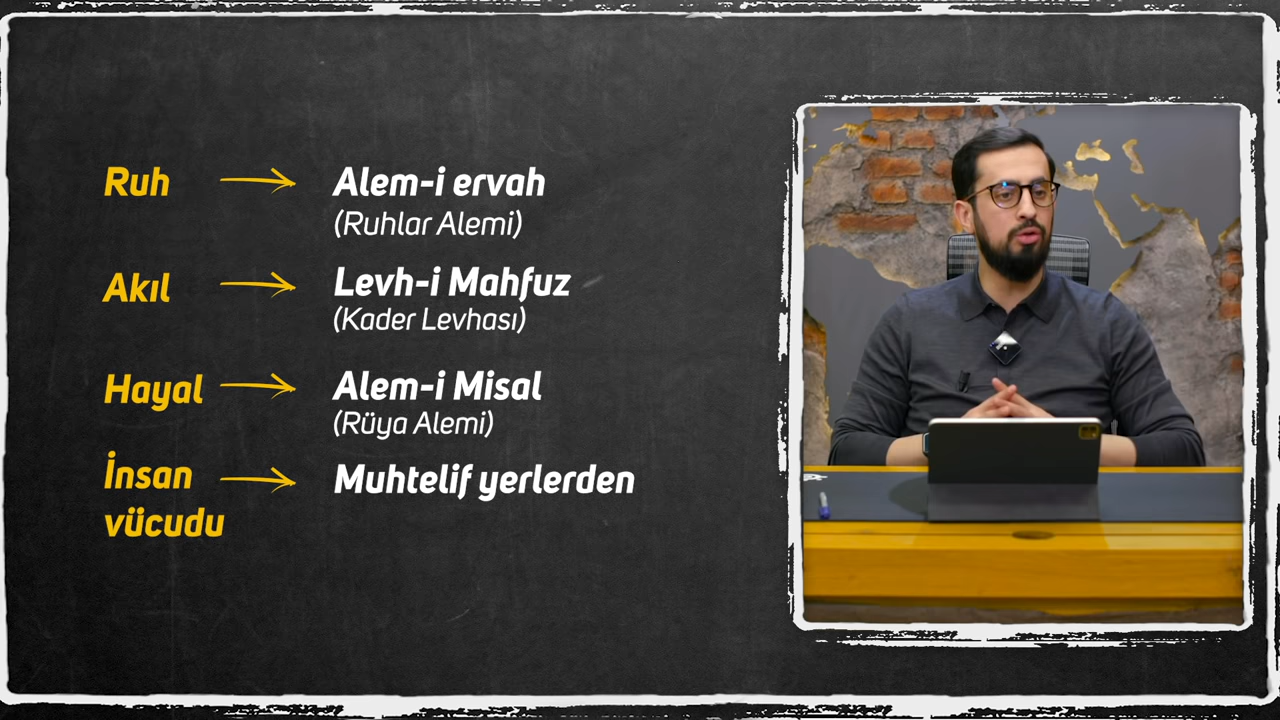 Ruh
Alem-i ervah
(Ruhlar Alemi)
Akıl
Levh-i Mahfuz
(Kader Levhası)
Hayal
Alem-i Misal
(Rüya Alemi)
İnsan
vücudu
Muhtelif yerlerden